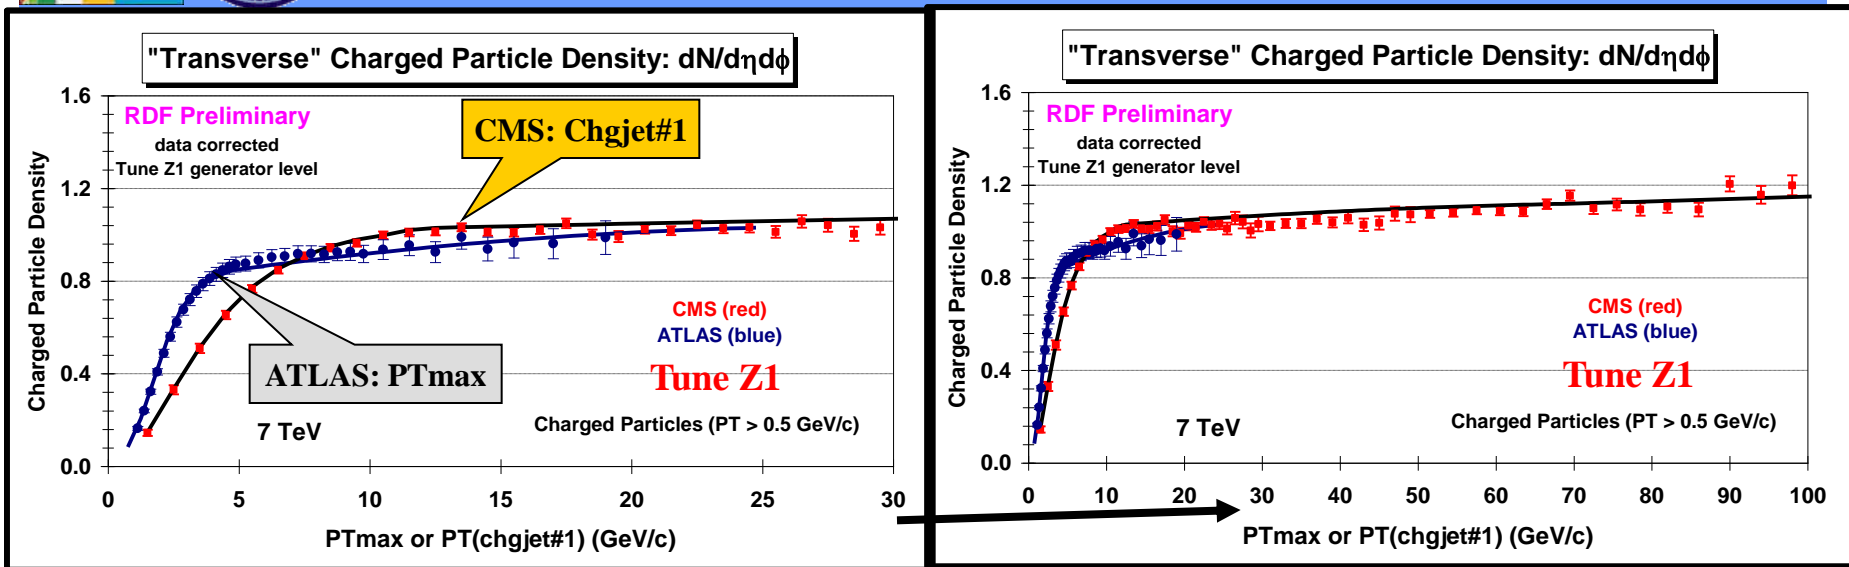 "Transverse" Charged Particle Density: dN/dηdϕ
1.6
RDF Preliminary
data corrected
Tune Z1 generator level
CMS: Chgjet#1
1.2
Charged Particle Density
0.8
CMS (red)
ATLAS (blue)
ATLAS: PTmax
Tune Z1
0.4
7 TeV
Charged Particles (PT > 0.5 GeV/c)
0.0
0 5 10 15 20 25 30
PTmax or PT(chgjet#1) (GeV/c)
"Transverse" Charged Particle Density: dN/dηdϕ
1.6
RDF Preliminary
data corrected
Tune Z1 generator level
1.2
Charged Particle Density
0.8
CMS (red)
ATLAS (blue)
Tune Z1
0.4
7 TeV
Charged Particles (PT > 0.5 GeV/c)
0.0
0 10 20 30 40 50 60 70 80 90 100
PTmax or PT(chgjet#1) (GeV/c)